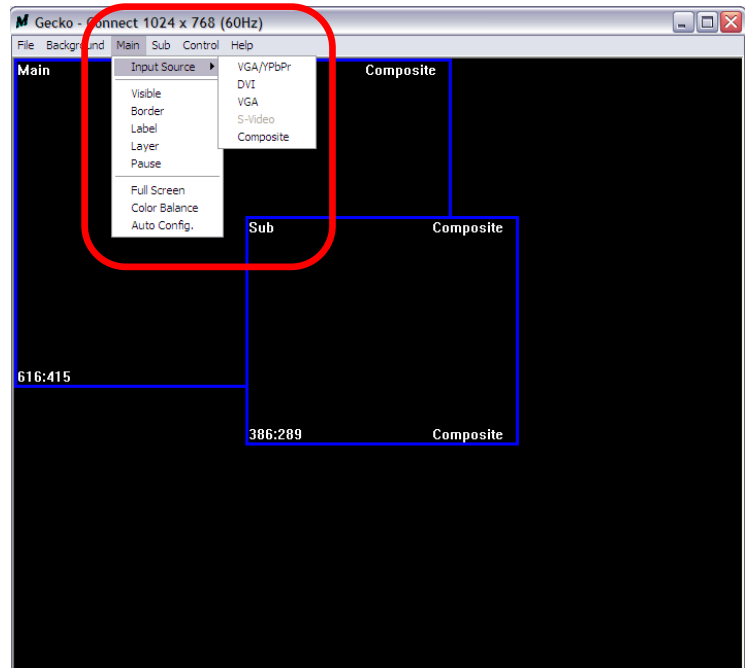 Gecko - Connect 1024 x 768 (60Hz)
File Background Main Sub Control Help
Main
Composite
Input Source
Visible
Border
Label
Layer
Pause
Full Screen
Color Balance
Auto Config.
VGA/YPbPr
DVI
VGA
S-Video
Composite
Sub Composite
616:415
386:289 Composite